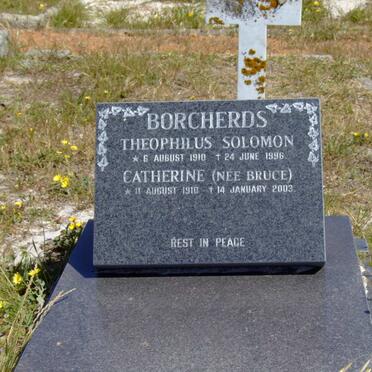 BORCHERDS
THEOPHILUS SOLOMON
* 6 AUGUST 1910 † 24 JUNE 1996
CATHERINE (NEE BRUCE)
* 11 AUGUST 1910 † 14 JANUARY 2003
REST IN PEACE